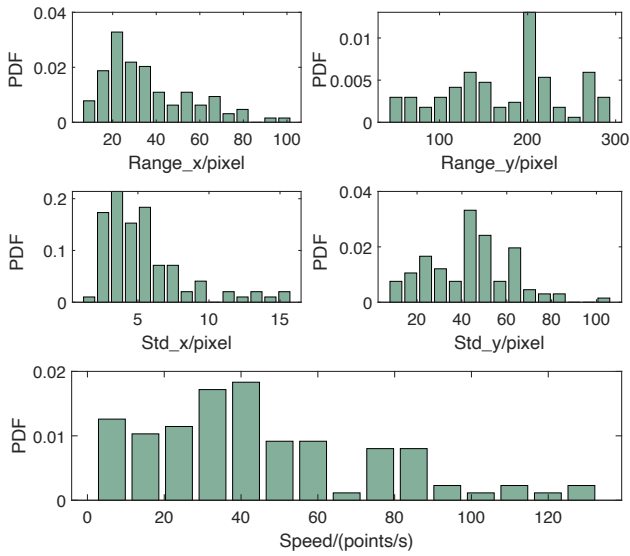 0.04
0.02
0
PDF
20 40 60 80 100
Range_x/pixel
0.01
0.005
0
PDF
100 200 300
Range_y/pixel
0.2
0.1
0
PDF
5 10 15
Std_x/pixel
0.04
0.02
0
PDF
20 40 60 80 100
Std_y/pixel
0.02
0.01
0
PDF
0 20 40 60 80 100 120
Speed/(points/s)